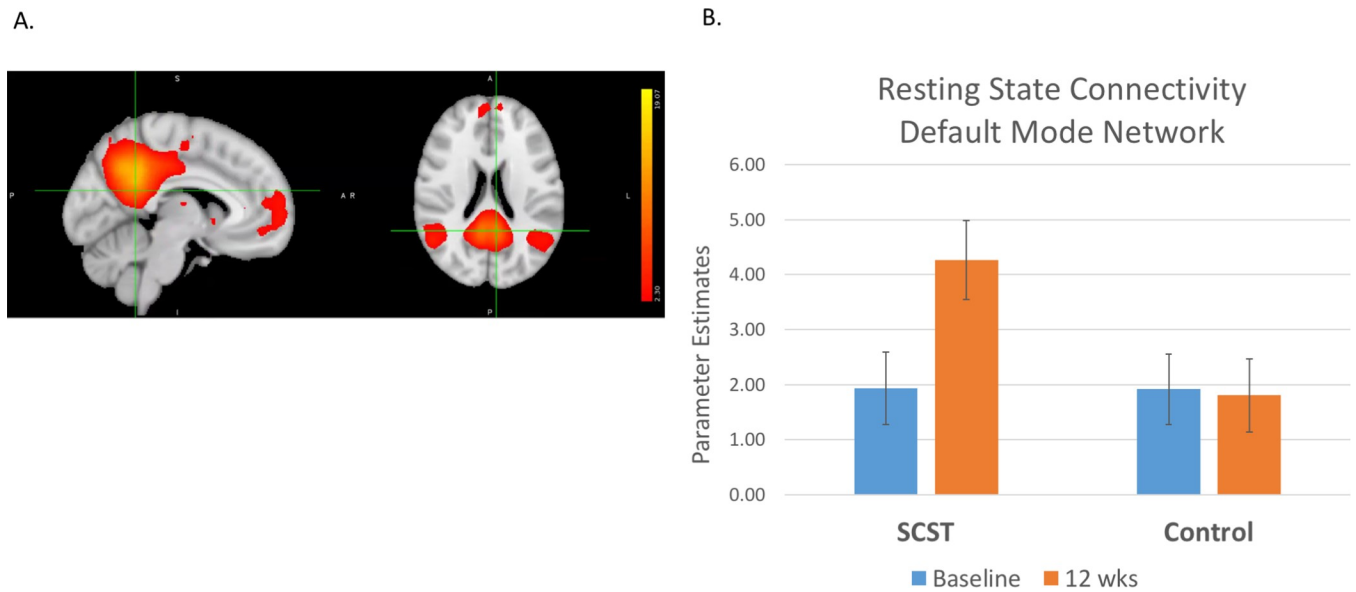 A.
S
A
P
A R
L
I
P
19.07
2.30
B.
Resting State Connectivity
Default Mode Network
6.00
5.00
4.00
3.00
2.00
1.00
0.00
Parameter Estimates
SCST
Control
Baseline
12 wks